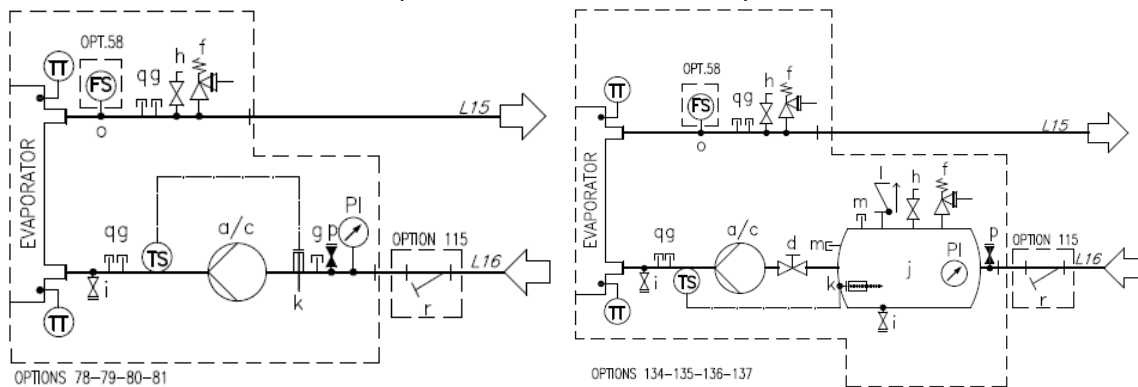 OPT.58
TT
FS
qg
h
f
o
L15
EVAPORATOR
a/c
PI
qg
TS
g
p
OPTION 115
L16
i
k
r
TT
OPTIONS 78-79-80-81
OPT.58
TT
FS
qg
h
f
o
L15
EVAPORATOR
l
h
f
m
a/c
d
m
j
PI
p
OPTION 115
qg
L16
i
TS
k
i
r
TT
OPTIONS 134-135-136-137